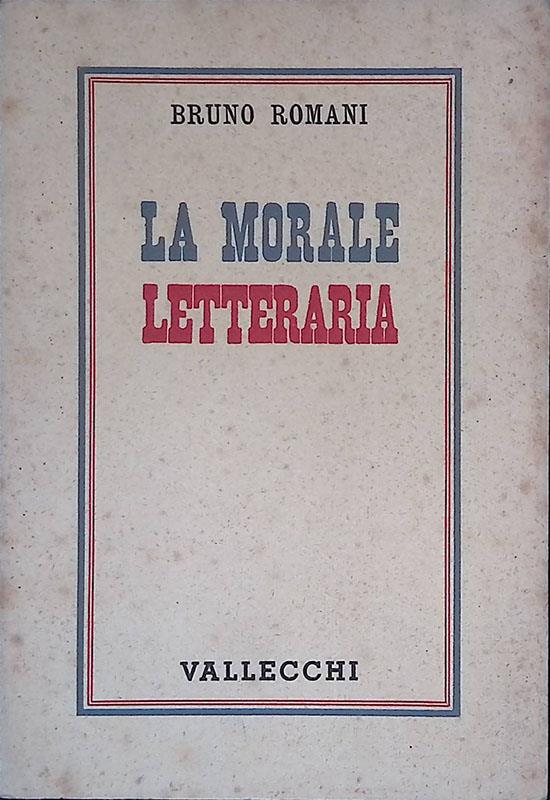 BRUNO ROMANI
LA MORALE
LETTERARIA
VALLECCHI